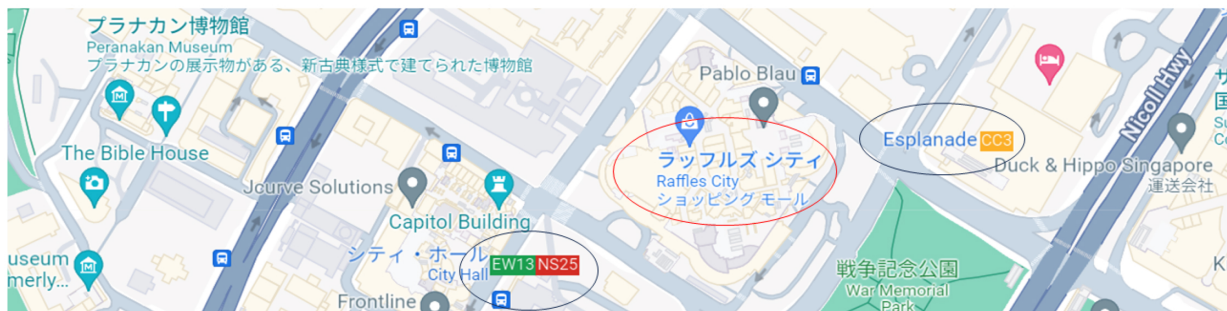 プラナカン博物館
Peranakan Museum
プラナカンの展示物がある、新古典様式で建てられた博物館
The Bible House
Jcurve Solutions
Capitol Building
シティ・ホール
City Hall
EW13 NS25
Frontline
useum
merly...
Pablo Blau
ラッフルズ シティ
Raffles City
ショッピング モール
Esplanade CC3
Nicoll Hwy
Duck & Hippo Singapore
運送会社
戦争記念公園
War Memorial
Park
サ
国
Su
Co